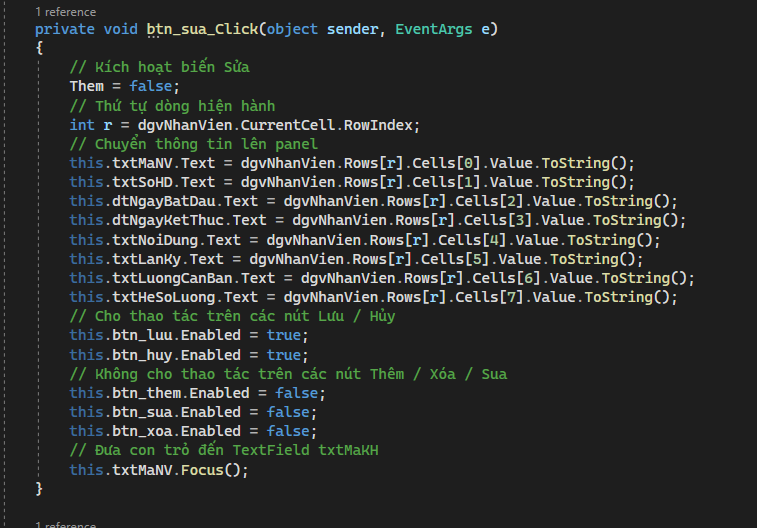 1 reference
private void btn_sua_Click(object sender, EventArgs e)
{
// Kích hoạt biến Sửa
Them = false;
// Thứ tự dòng hiện hành
int r = dgvNhanVien.CurrentCell.RowIndex;
// Chuyển thông tin lên panel
this.txtMaNV.Text = dgvNhanVien.Rows[r].Cells[0].Value.ToString();
this.txtSoHD.Text = dgvNhanVien.Rows[r].Cells[1].Value.ToString();
this.dtNgayBatDau.Text = dgvNhanVien.Rows[r].Cells[2].Value.ToString();
this.dtNgayKetThuc.Text = dgvNhanVien.Rows[r].Cells[3].Value.ToString();
this.txtNoiDung.Text = dgvNhanVien.Rows[r].Cells[4].Value.ToString();
this.txtLanKy.Text = dgvNhanVien.Rows[r].Cells[5].Value.ToString();
this.txtLuongCanBan.Text = dgvNhanVien.Rows[r].Cells[6].Value.ToString();
this.txtHeSoLuong.Text = dgvNhanVien.Rows[r].Cells[7].Value.ToString();
// Cho thao tác trên các nút Lưu / Hủy
this.btn_luu.Enabled = true;
this.btn_huy.Enabled = true;
// Không cho thao tác trên các nút Thêm / Xóa / Sua
this.btn_them.Enabled = false;
this.btn_sua.Enabled = false;
this.btn_xoa.Enabled = false;
// Đưa con trỏ đến TextField txtMaKH
this.txtMaNV.Focus();
}
1 reference